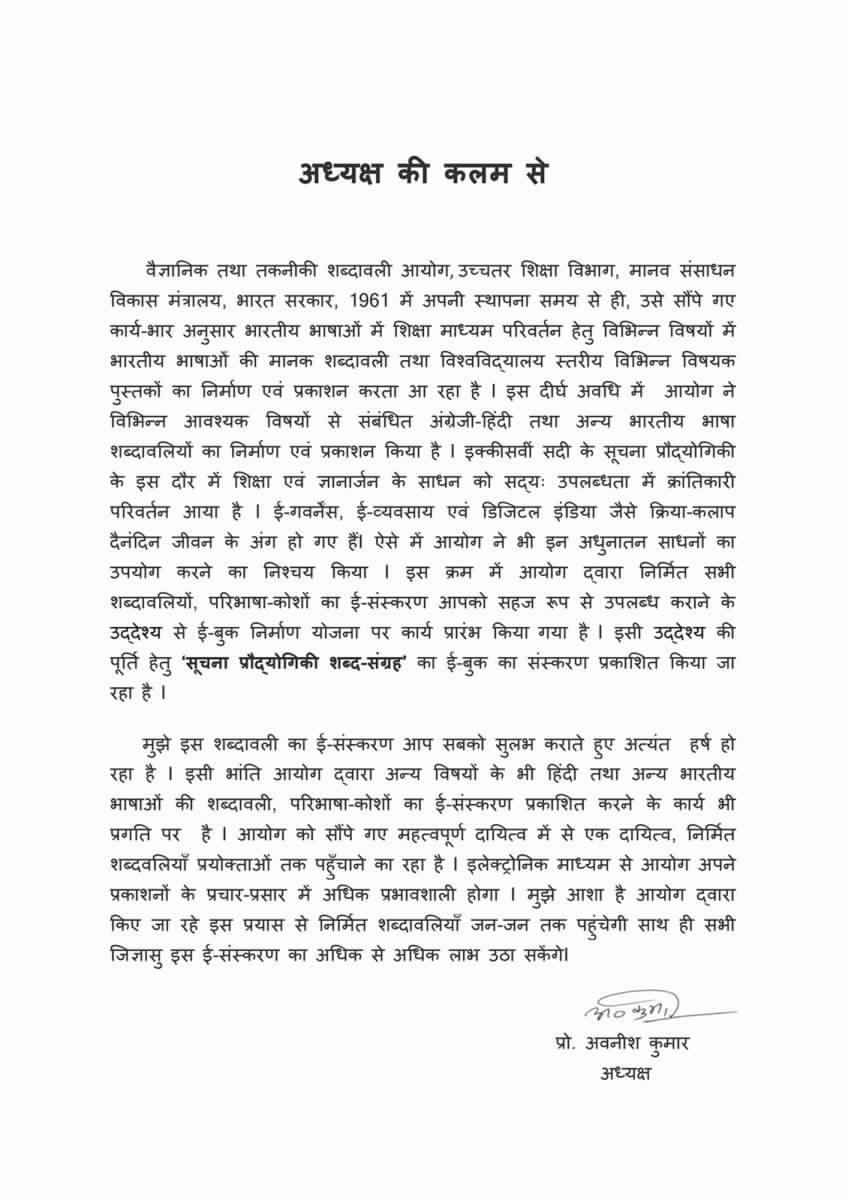 अध्यक्ष की कलम से
वैज्ञानिक तथा तकनीकी शब्दावली आयोग, उच्चतर शिक्षा विभाग, मानव संसाधन
विकास मंत्रालय, भारत सरकार, 1961 में अपनी स्थापना समय से ही, उसे सौंपे गए
कार्य-भार अनुसार भारतीय भाषाओं में शिक्षा माध्यम परिवर्तन हेतु विभिन्न विषयों में
भारतीय भाषाओं की मानक शब्दावली तथा विश्वविद्यालय स्तरीय विभिन्न विषयक
पुस्तकों का निर्माण एवं प्रकाशन करता आ रहा है । इस दीर्घ अवधि में आयोग ने
विभिन्न आवश्यक विषयों से संबंधित अंग्रेजी-हिंदी तथा अन्य भारतीय भाषा
शब्दावलियों का निर्माण एवं प्रकाशन किया है । इक्कीसवीं सदी के सूचना प्रौद्योगिकी
के इस दौर में शिक्षा एवं ज्ञानार्जन के साधन को सद्यः उपलब्धता में क्रांतिकारी
परिवर्तन आया है । ई-गवर्नेंस, ई-व्यवसाय एवं डिजिटल इंडिया जैसे क्रिया-कलाप
दैनंदिन जीवन के अंग हो गए हैं। ऐसे में आयोग ने भी इन अधुनातन साधनों का
उपयोग करने का निश्चय किया । इस क्रम में आयोग द्वारा निर्मित सभी
शब्दावलियों, परिभाषा-कोशों का ई-संस्करण आपको सहज रूप से उपलब्ध कराने के
उद्देश्य से ई-बुक निर्माण योजना पर कार्य प्रारंभ किया गया है । इसी उद्देश्य की
पूर्ति हेतु 'सूचना प्रौद्योगिकी शब्द-संग्रह' का ई-बुक का संस्करण प्रकाशित किया जा
रहा है ।
मुझे इस शब्दावली का ई-संस्करण आप सबको सुलभ कराते हुए अत्यंत हर्ष हो
रहा है । इसी भांति आयोग द्वारा अन्य विषयों के भी हिंदी तथा अन्य भारतीय
भाषाओं की शब्दावली, परिभाषा-कोशों का ई-संस्करण प्रकाशित करने के कार्य भी
प्रगति पर है । आयोग को सौंपे गए महत्वपूर्ण दायित्व में से एक दायित्व, निर्मित
शब्दवलियाँ प्रयोक्ताओं तक पहुँचाने का रहा है । इलेक्ट्रोनिक माध्यम से आयोग अपने
प्रकाशनों के प्रचार-प्रसार में अधिक प्रभावशाली होगा । मुझे आशा है आयोग द्वारा
किए जा रहे इस प्रयास से निर्मित शब्दावलियाँ जन-जन तक पहुंचेगी साथ ही सभी
जिज्ञासु इस ई-संस्करण का अधिक से अधिक लाभ उठा सकेंगे।
प्रो. अवनीश कुमार
अध्यक्ष